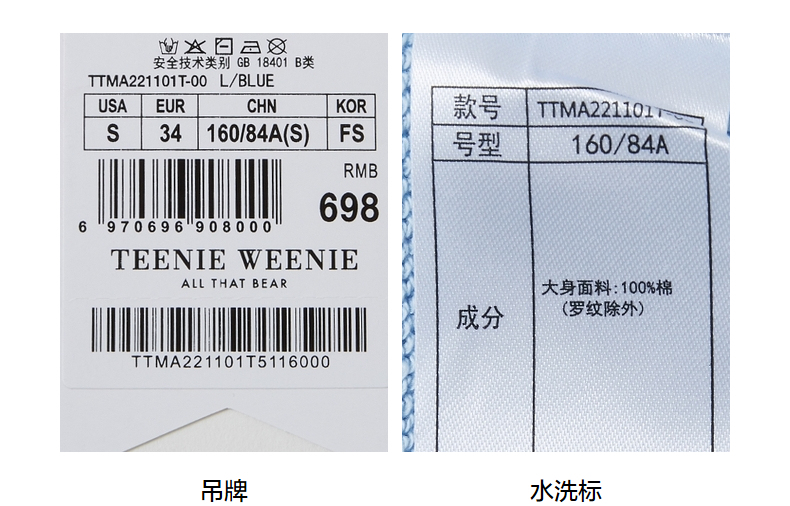 安全技术类别 GB 18401 B类
TTMA221101T-00 L/BLUE
USA EUR CHN KOR
S 34 160/84A(S) FS
RMB
698
6 970696 908000
TEENIE WEENIE
ALL THAT BEAR
TTMA221101T5116000
吊牌
款号 TTMA221101T-
号型 160/84A
成分 大身面料:100%棉
(罗纹除外)
水洗标